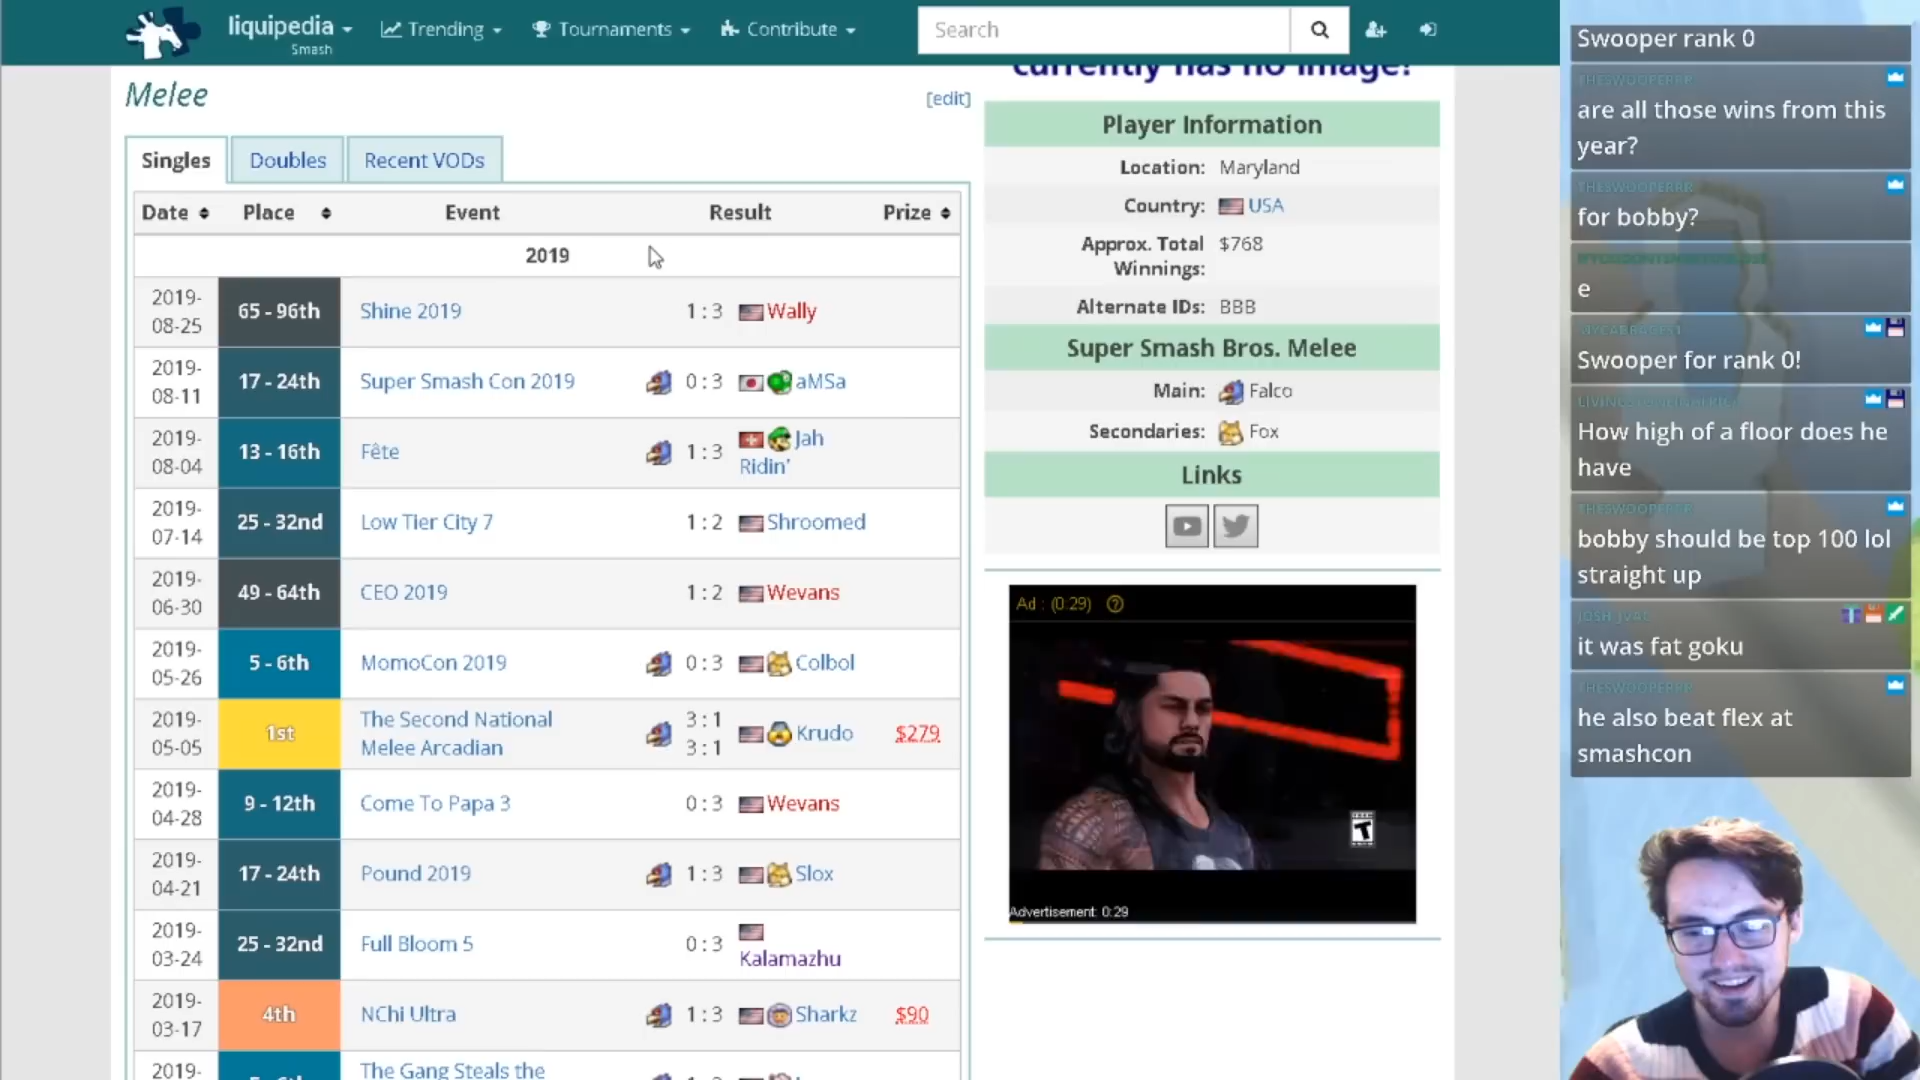 liquipedia
Smash
Trending
Tournaments
Contribute
Search
Melee
[edit]
Singles
Doubles
Recent VODs
Date Place Event Result Prize
2019
2019-
08-25
65 - 96th Shine 2019 1 : 3 Wally
2019-
08-11
17 - 24th Super Smash Con 2019 0 : 3 aMSa
2019-
08-04
13 - 16th Fête 1 : 3 Jah
Ridin'
2019-
07-14
25 - 32nd Low Tier City 7 1 : 2 Shroomed
2019-
06-30
49 - 64th CEO 2019 1 : 2 Wevans
2019-
05-26
5 - 6th MomoCon 2019 0 : 3 Colbol
2019-
05-05
1st
The Second National
Melee Arcadian
3 : 1
3 : 1
Krudo $279
2019-
04-28
9 - 12th Come To Papa 3 0 : 3 Wevans
2019-
04-21
17 - 24th Pound 2019 1 : 3 Slox
2019-
03-24
25 - 32nd Full Bloom 5 0 : 3
Kalamazhu
2019-
03-17
4th NChi Ultra 1 : 3 Sharkz $90
2019-
The Gang Steals the
currently has no image!
Player Information
Location: Maryland
Country: USA
Approx. Total
Winnings:
$768
Alternate IDs: BBB
Super Smash Bros. Melee
Main: Falco
Secondaries: Fox
Links
Ad : (0:29)
T
Advertisement: 0:29
Swooper rank 0
THESWOOPERRR
are all those wins from this
year?
THESWOOPERRR
for bobby?
e
Swooper for rank 0!
How high of a floor does he
have
THESWOOPERRR
bobby should be top 100 lol
straight up
it was fat goku
THESWOOPERRR
he also beat flex at
smashcon